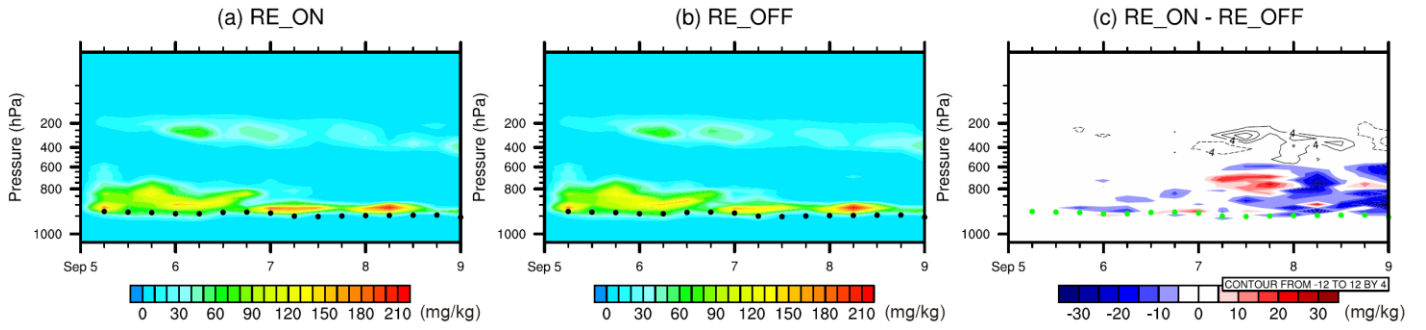 (a) RE_ON
Pressure (hPa)
200
400
600
800
1000
Sep 5
6
7
8
9
0 30 60 90 120 150 180 210 (mg/kg)
(b) RE_OFF
Pressure (hPa)
200
400
600
800
1000
Sep 5
6
7
8
9
0 30 60 90 120 150 180 210 (mg/kg)
(c) RE_ON - RE_OFF
Pressure (hPa)
200
400
600
800
1000
4
4
4
Sep 5
6
7
8
9
CONTOUR FROM -12 TO 12 BY 4
-30 -20 -10 0 10 20 30 (mg/kg)